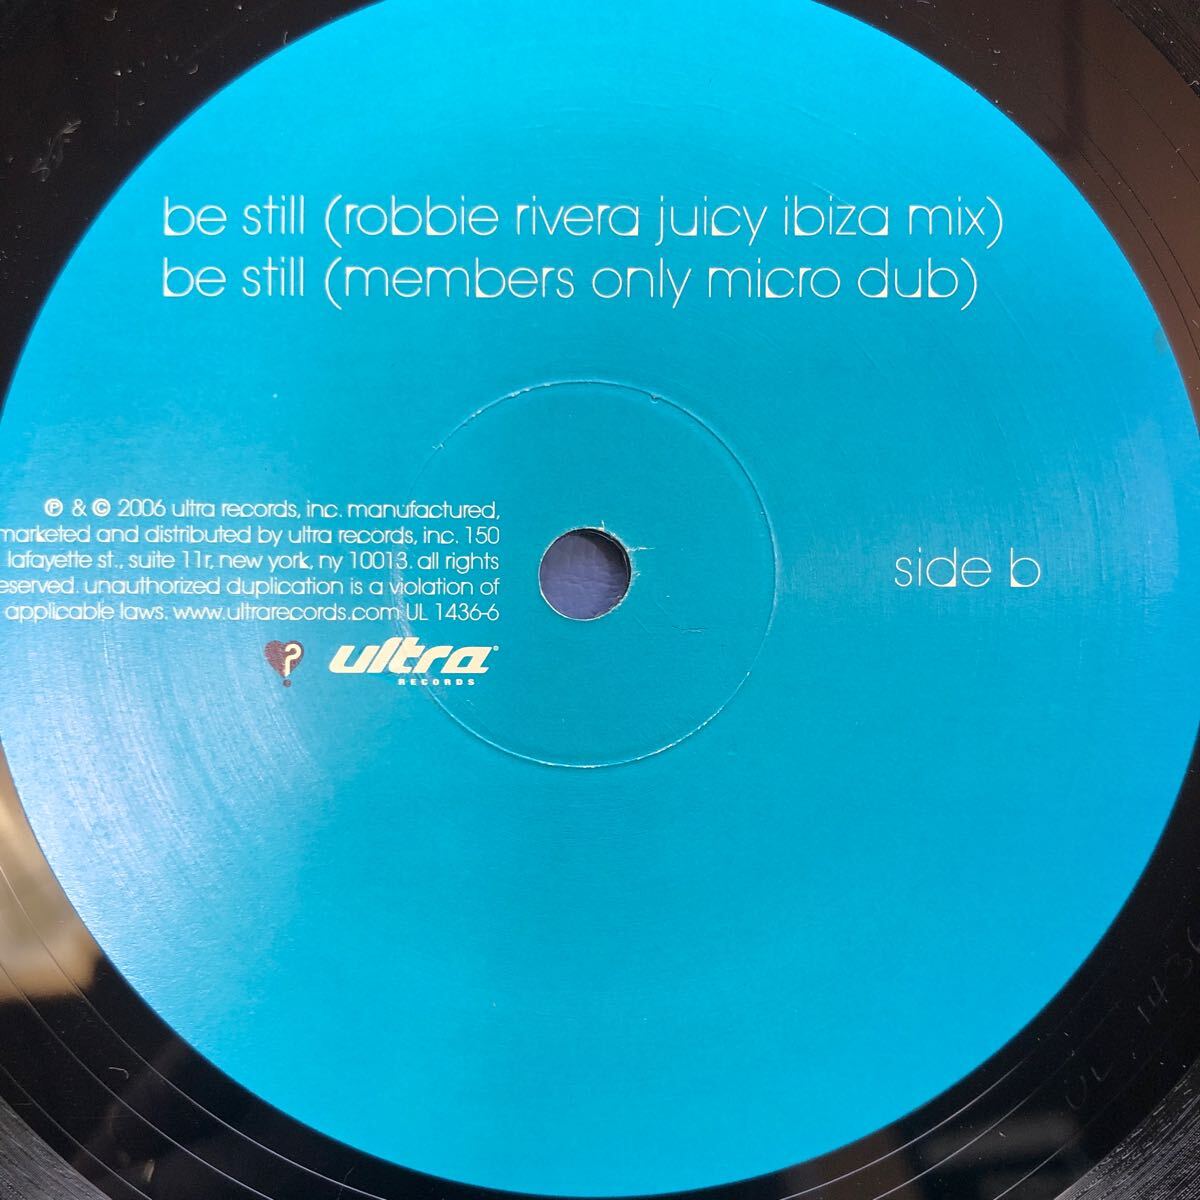 be still (robbie rivera juicy ibiza mix)
be still (members only micro dub)
℗ & © 2006 ultra records, inc. manufactured,
marketed and distributed by ultra records, inc. 150
lafayette st., suite 11r, new york, ny 10013. all rights
eserved. unauthorized duplication is a violation of
applicable laws. www.ultrarecords.com UL 1436-6
side b
?
ultra
RECORDS
UL 1436